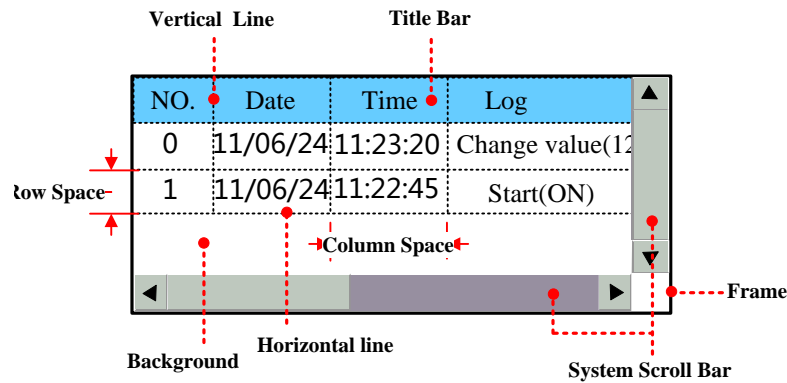 Vertical Line Title Bar
NO. Date Time Log
0 11/06/24 11:23:20 Change value(12
Row Space
1 11/06/24 11:22:45 Start(ON)
Column Space
Frame
Background Horizontal line System Scroll Bar